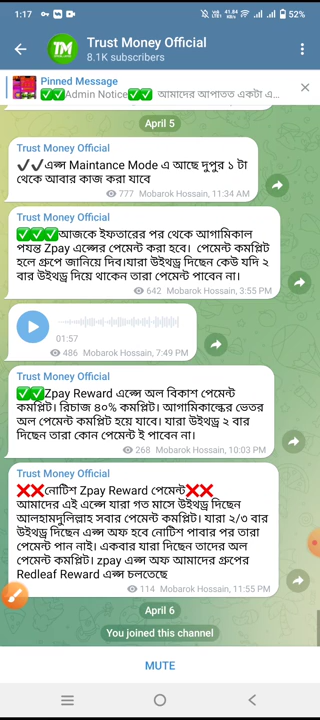 1:17
41.84
52%
TM
Trust Money Official
8.1K subscribers
Pinned Message
✅✅Admin Notice✅✅ আমাদের আপাতত একটা এ...
April 5
Trust Money Official
✔✔এপ্স Maintance Mode এ আছে দুপুর ১ টা
থেকে আবার কাজ করা যাবে
777 Mobarok Hossain, 11:34 AM
Trust Money Official
✅✅✅আজকে ইফতারের পর থেকে আগামিকাল
পযন্ত Zpay এপ্সের পেমেন্ট করা হবে। পেমেন্ট কমপ্লিট
হলে গ্রুপে জানিয়ে দিব।যারা উইথড্র দিছেন কেউ যদি ২
বার উইথড্র দিয়ে থাকেন তারা পেমেন্ট পাবেন না।
642 Mobarok Hossain, 3:55 PM
01:57
486 Mobarok Hossain, 7:49 PM
Trust Money Official
✅✅Zpay Reward এপ্সে অল বিকাশ পেমেন্ট
কমপ্লিট। রিচাজ ৪০% কমপ্লিট। আগামিকালের ভেতর
অল পেমেন্ট কমপ্লিট হয়ে যাবে। যারা উইথড্র ২ বার
দিছেন তারা কোন পেমেন্ট ই পাবেন না।
268 Mobarok Hossain, 10:03 PM
Trust Money Official
❌❌নোটিশ Zpay Reward পেমেন্ট❌❌
আমাদের এই এপ্সে যারা গত মাসে উইথড্র দিছেন
আলহামদুলিল্লাহ সবার পেমেন্ট কমপ্লিট। যারা ২/৩ বার
উইথড্র দিছেন এপ্স অফ হবে নোটিশ পাবার পর তারা
পেমেন্ট পান নাই। একবার যারা দিছেন তাদের অল
পেমেন্ট কমপ্লিট। zpay এপ্স অফ আমাদের গ্রুপের
Redleaf Reward এপ্স চলতেছে
114 Mobarok Hossain, 11:55 PM
April 6
You joined this channel
MUTE